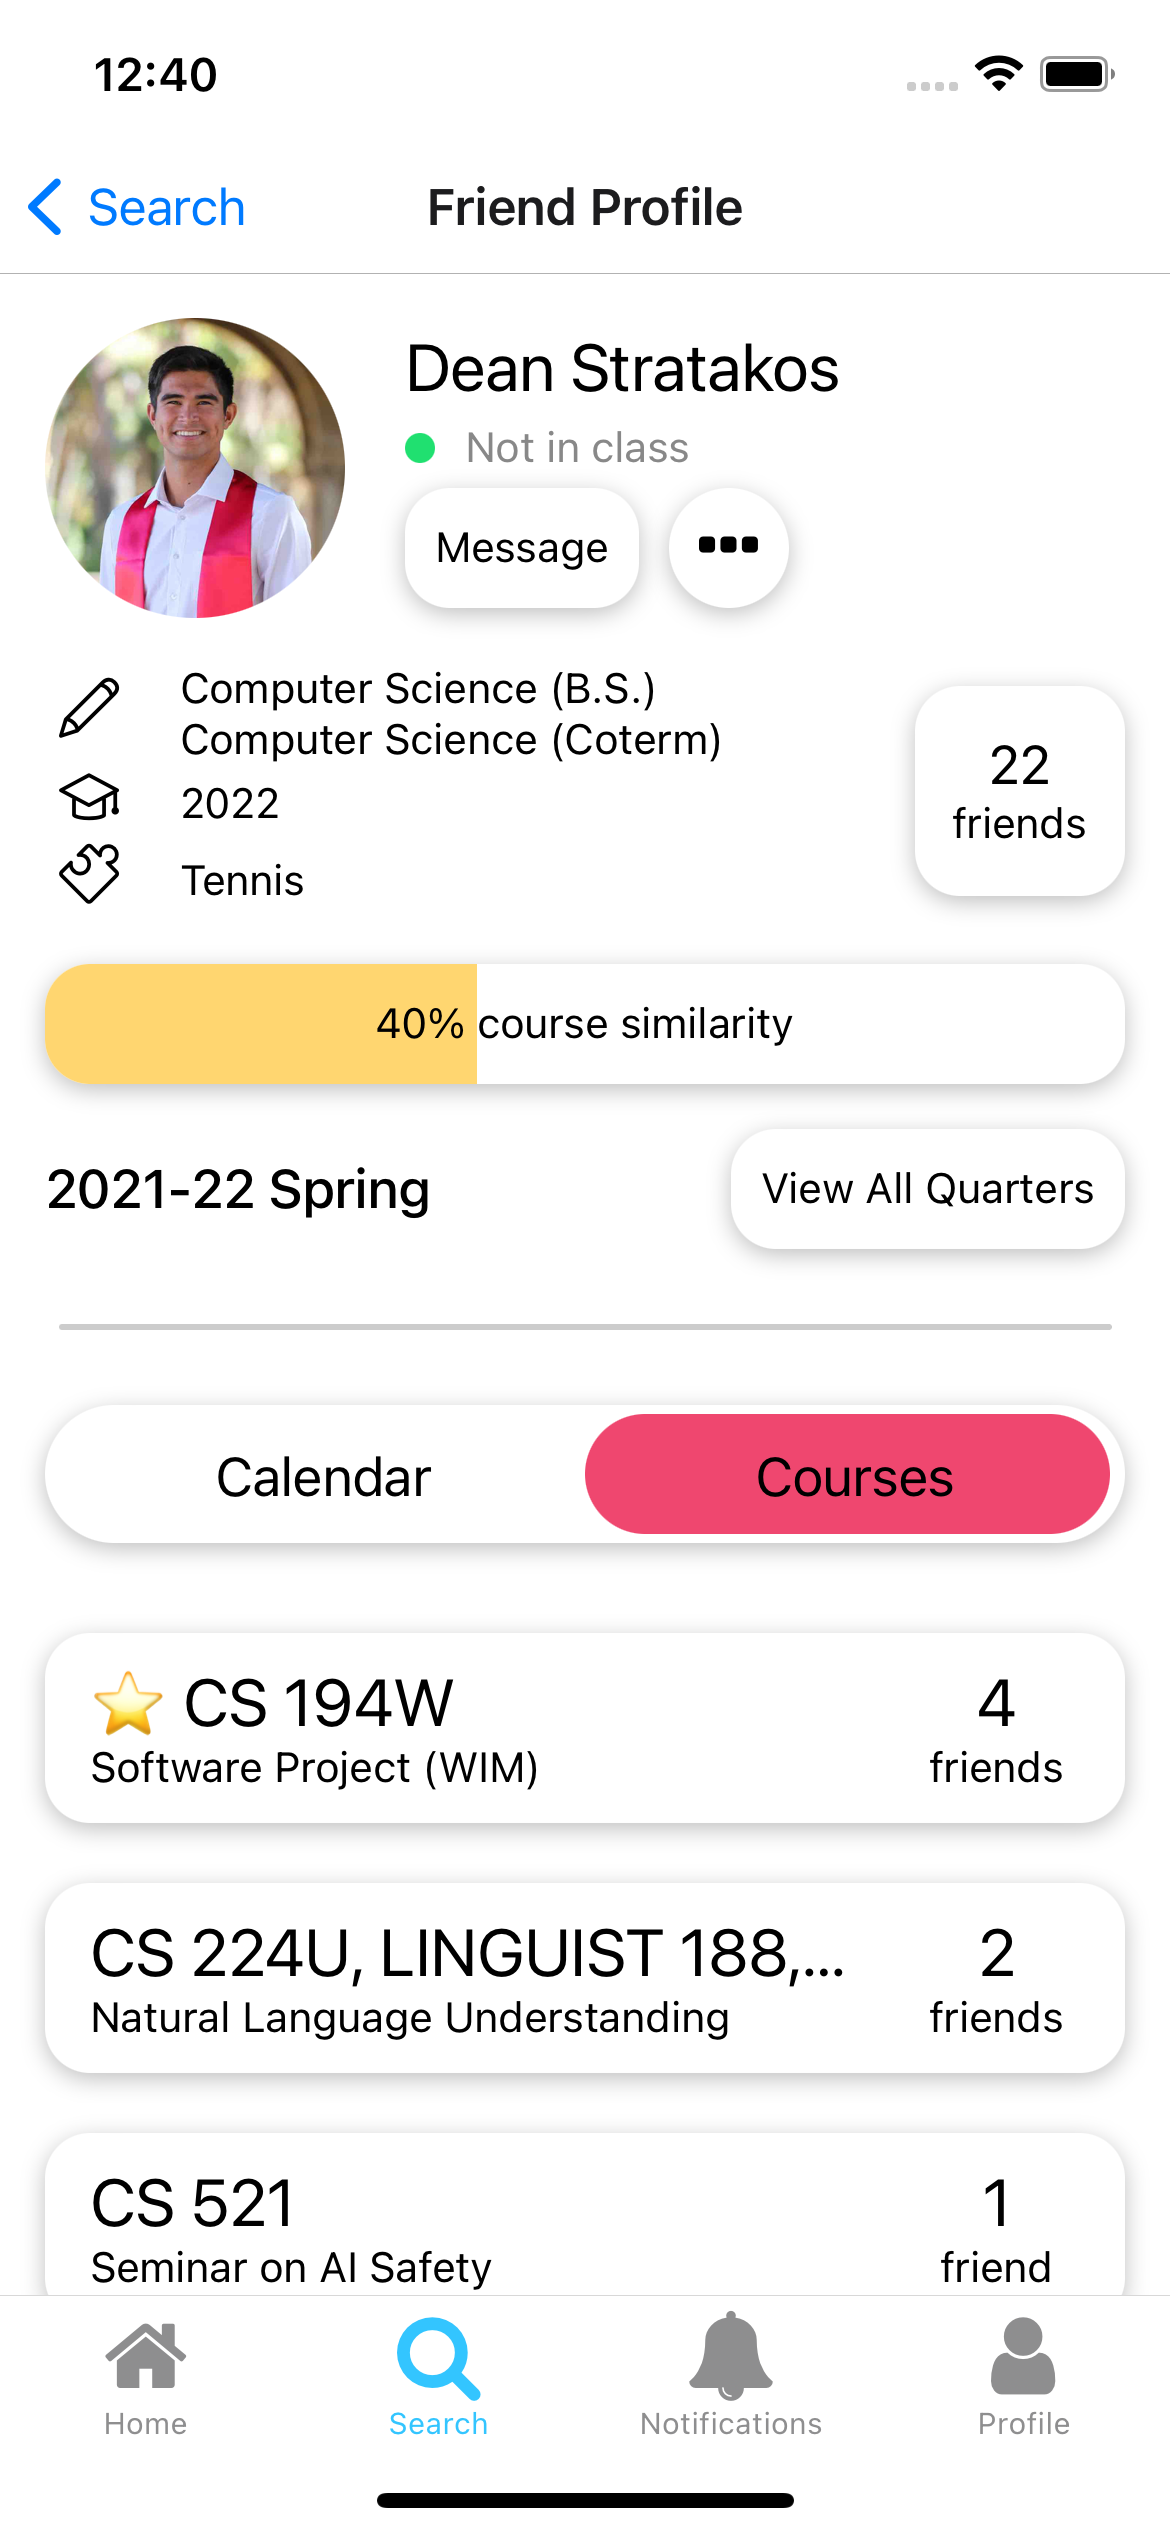 12:40
Search
Friend Profile
Dean Stratakos
Not in class
Message
Computer Science (B.S.)
Computer Science (Coterm)
2022
Tennis
22
friends
40% course similarity
2021-22 Spring
View All Quarters
Calendar
Courses
⭐ CS 194W
Software Project (WIM)
4
friends
CS 224U, LINGUIST 188,...
Natural Language Understanding
2
friends
CS 521
Seminar on AI Safety
1
friend
Home
Search
Notifications
Profile